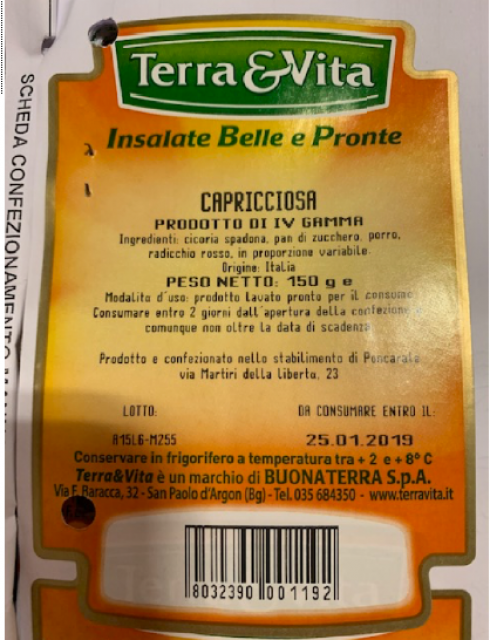 Terra&Vita
Insalate Belle e Pronte
CAPRICCIOSA
PRODOTTO DI IV GAMMA
Ingredienti: cicoria spadona, pan di zucchero, porro,
radicchio rosso, in proporzione variabile.
Origine: Italia
PESO NETTO: 150 g e
Modalita d'uso: prodotto lavato pronto per il consumo
Consumare entro 2 giorni dall'apertura della confezione e
comunque non oltre la data di scadenza
Prodotto e confezionato nello stabilimento di Poncarale
via Martiri della liberta, 23
LOTTO: DA CONSUMARE ENTRO IL:
A15L6-M255 25.01.2019
Conservare in frigorifero a temperatura tra + 2 e + 8° C
Terra&Vita è un marchio di BUONATERRA S.p.A.
Via F. Baracca, 32 - San Paolo d'Argon (Bg) - Tel. 035 684350 - www.terravita.it
8032390 001192
SCHEDA CONFEZIONAMENTO